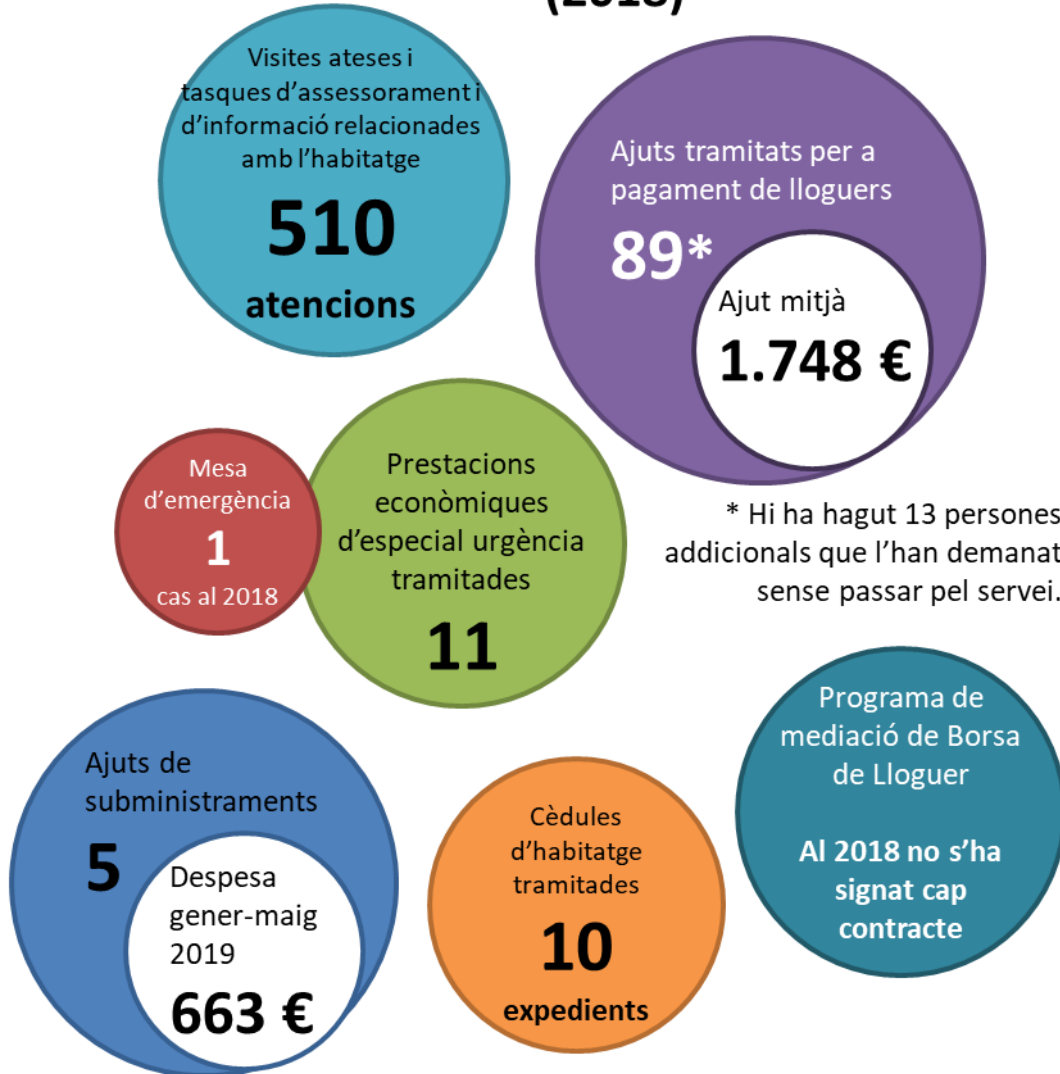 (2018)
Visites ateses i
tasques d'assessorament i
d'informació relacionades
amb l'habitatge
510
atencions
Ajuts tramitats per a
pagament de lloguers
89*
Ajut mitjà
1.748 €
* Hi ha hagut 13 persones
addicionals que l'han demanat
sense passar pel servei.
Mesa
d'emergència
1
cas al 2018
Prestacions
econòmiques
d'especial urgència
tramitades
11
Ajuts de
subministraments
5
Despesa
gener-maig
2019
663 €
Cèdules
d'habitatge
tramitades
10
expedients
Programa de
mediació de Borsa
de Lloguer
Al 2018 no s'ha
signat cap
contracte